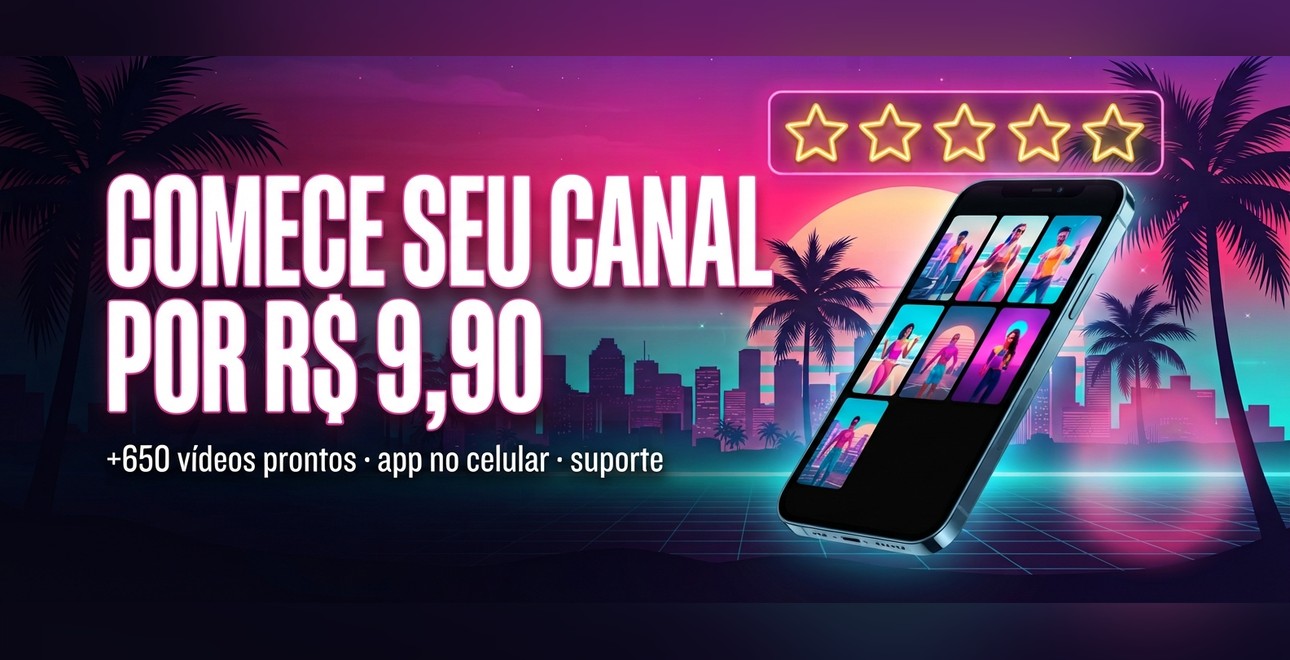 COMECE SEU CANAL
POR R$ 9,90
+650 vídeos prontos · app no celular · suporte